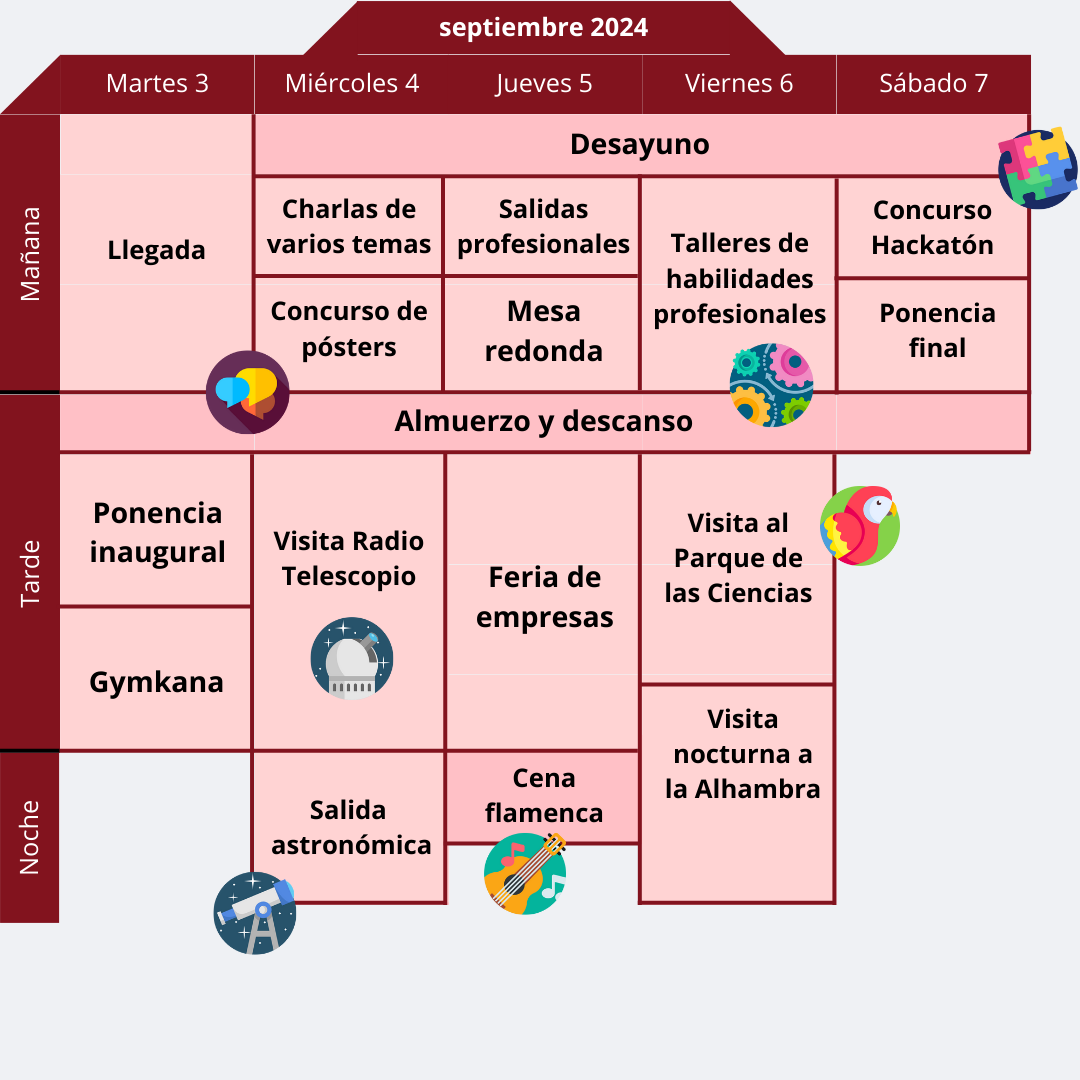 septiembre 2024
Martes 3
Miércoles 4
Jueves 5
Viernes 6
Sábado 7
Mañana
Desayuno
Llegada
Charlas de
varios temas
Salidas
profesionales
Talleres de
habilidades
profesionales
Concurso
Hackatón
Concurso de
pósters
Mesa
redonda
Ponencia
final
Almuerzo y descanso
Tarde
Ponencia
inaugural
Visita Radio
Telescopio
Feria de
empresas
Visita al
Parque de
las Ciencias
Gymkana
Visita
nocturna a
la Alhambra
Noche
Salida
astronómica
Cena
flamenca